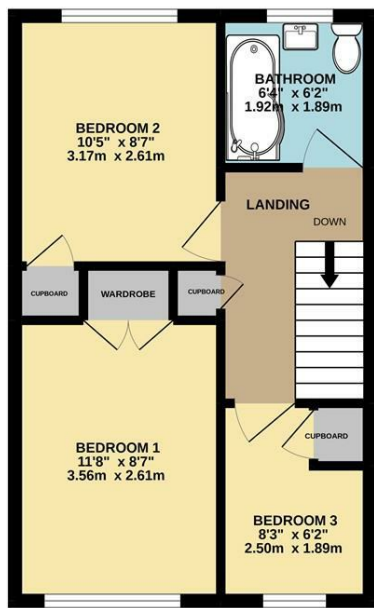 BATHROOM
6'4" x 6'2"
1.92m x 1.89m
BEDROOM 2
10'5" x 8'7"
3.17m x 2.61m
LANDING
DOWN
CUPBOARD
WARDROBE
CUPBOARD
BEDROOM 1
11'8" x 8'7"
3.56m x 2.61m
CUPBOARD
BEDROOM 3
8'3" x 6'2"
2.50m x 1.89m